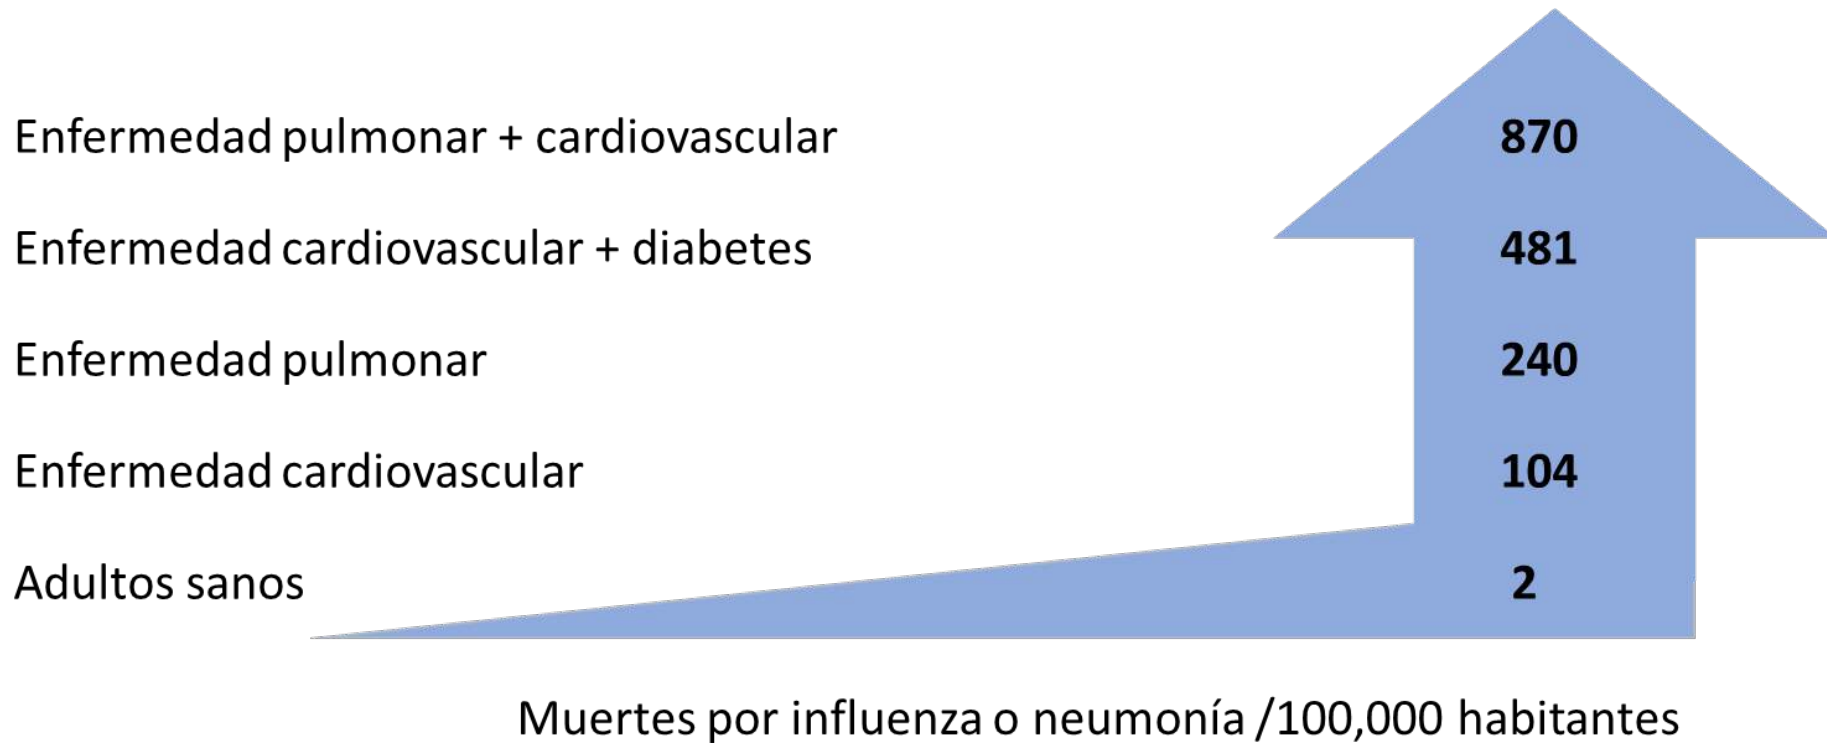 Enfermedad pulmonar + cardiovascular 870
Enfermedad cardiovascular + diabetes 481
Enfermedad pulmonar 240
Enfermedad cardiovascular 104
Adultos sanos 2
Muertes por influenza o neumonía /100,000 habitantes